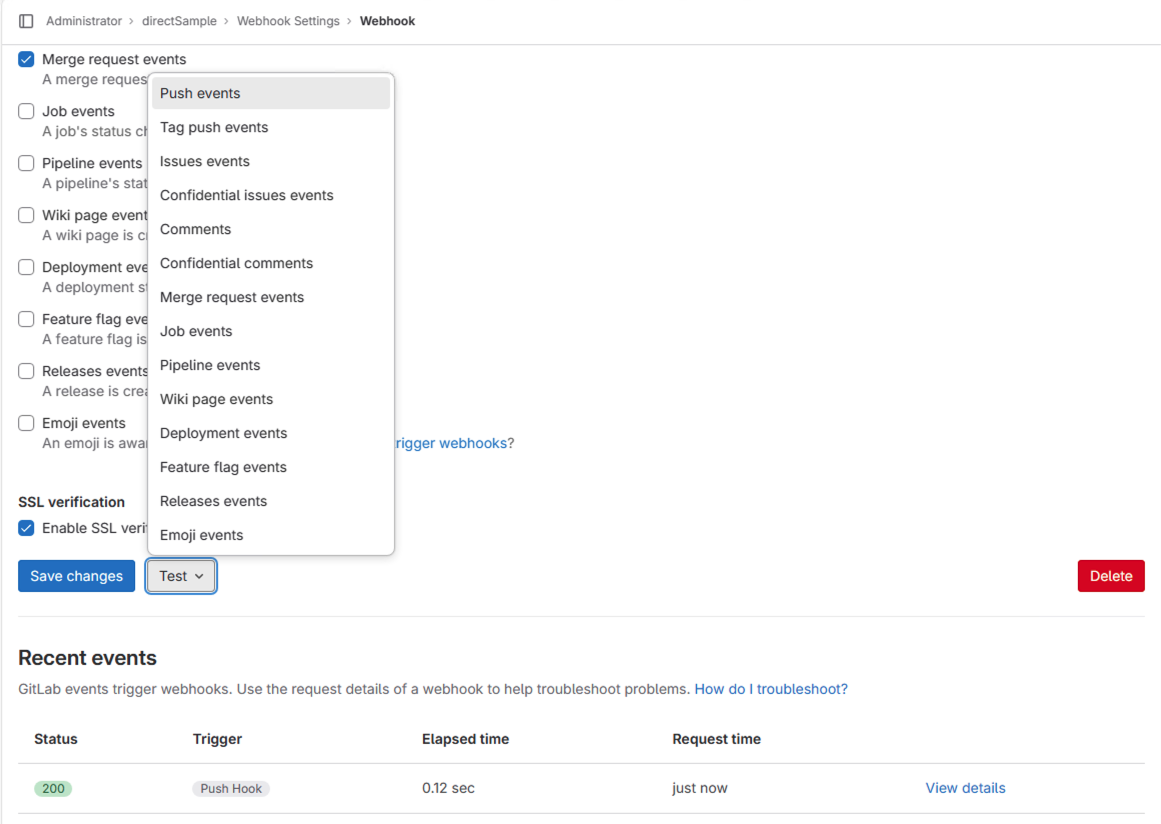 Administrator › directSample › Webhook Settings › Webhook
Merge request events
A merge reques
Job events
A job's status ch
Pipeline events
A pipeline's stat
Wiki page event
A wiki page is c
Deployment eve
A deployment st
Feature flag eve
A feature flag is
Releases events
A release is crea
Emoji events
An emoji is awa
rigger webhooks?
Push events
Tag push events
Issues events
Confidential issues events
Comments
Confidential comments
Merge request events
Job events
Pipeline events
Wiki page events
Deployment events
Feature flag events
Releases events
Emoji events
SSL verification
Enable SSL veri
Save changes
Test
Delete
Recent events
GitLab events trigger webhooks. Use the request details of a webhook to help troubleshoot problems. How do I troubleshoot?
Status Trigger Elapsed time Request time
200 Push Hook 0.12 sec just now View details